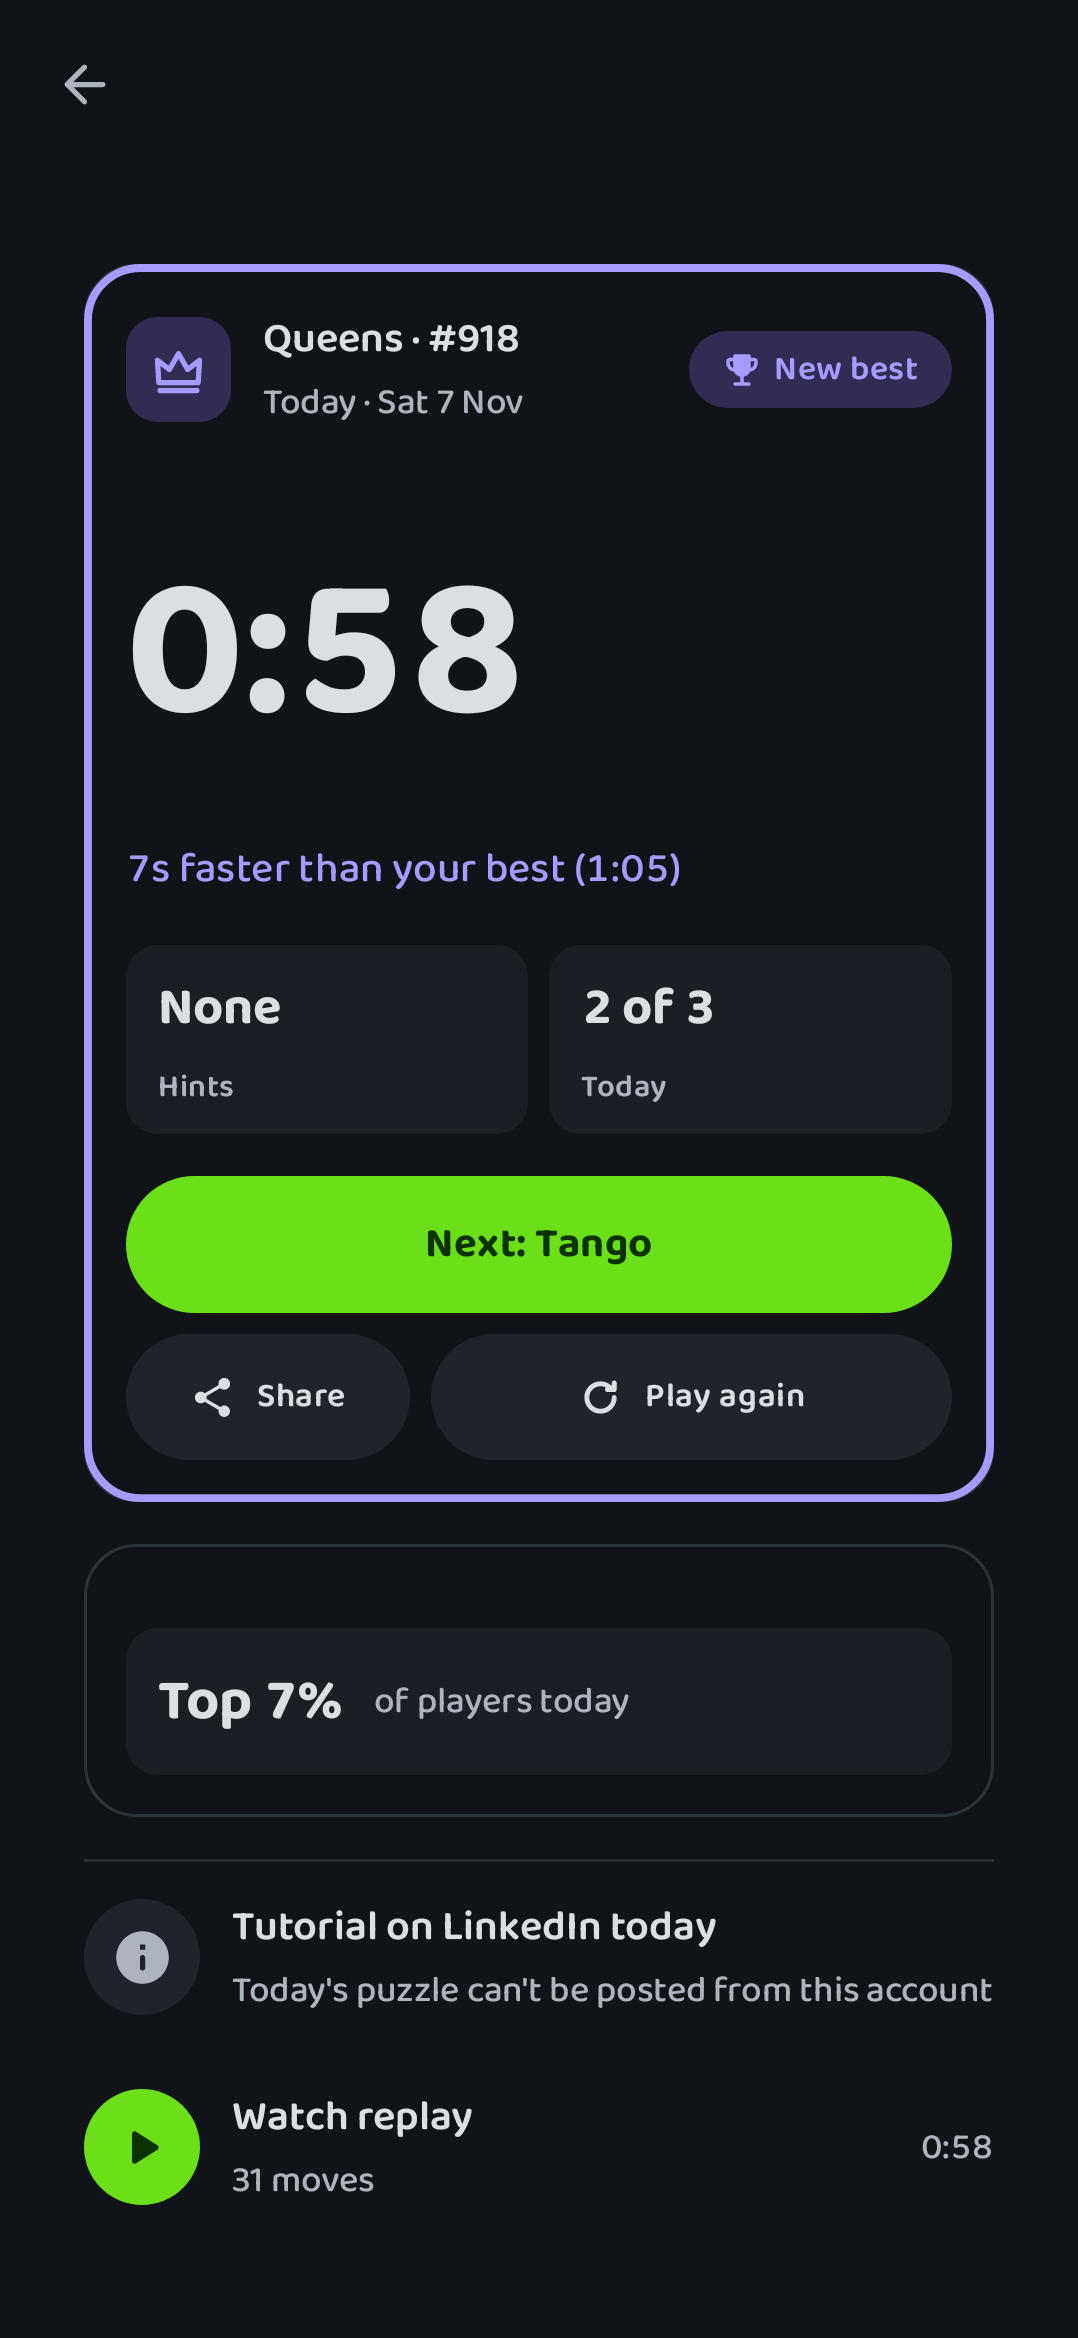 Queens · #918
Today · Sat 7 Nov
New best
0:58
7s faster than your best (1:05)
None
Hints
2 of 3
Today
Next: Tango
Share
Play again
Top 7% of players today
Tutorial on LinkedIn today
Today's puzzle can't be posted from this account
Watch replay
31 moves
0:58